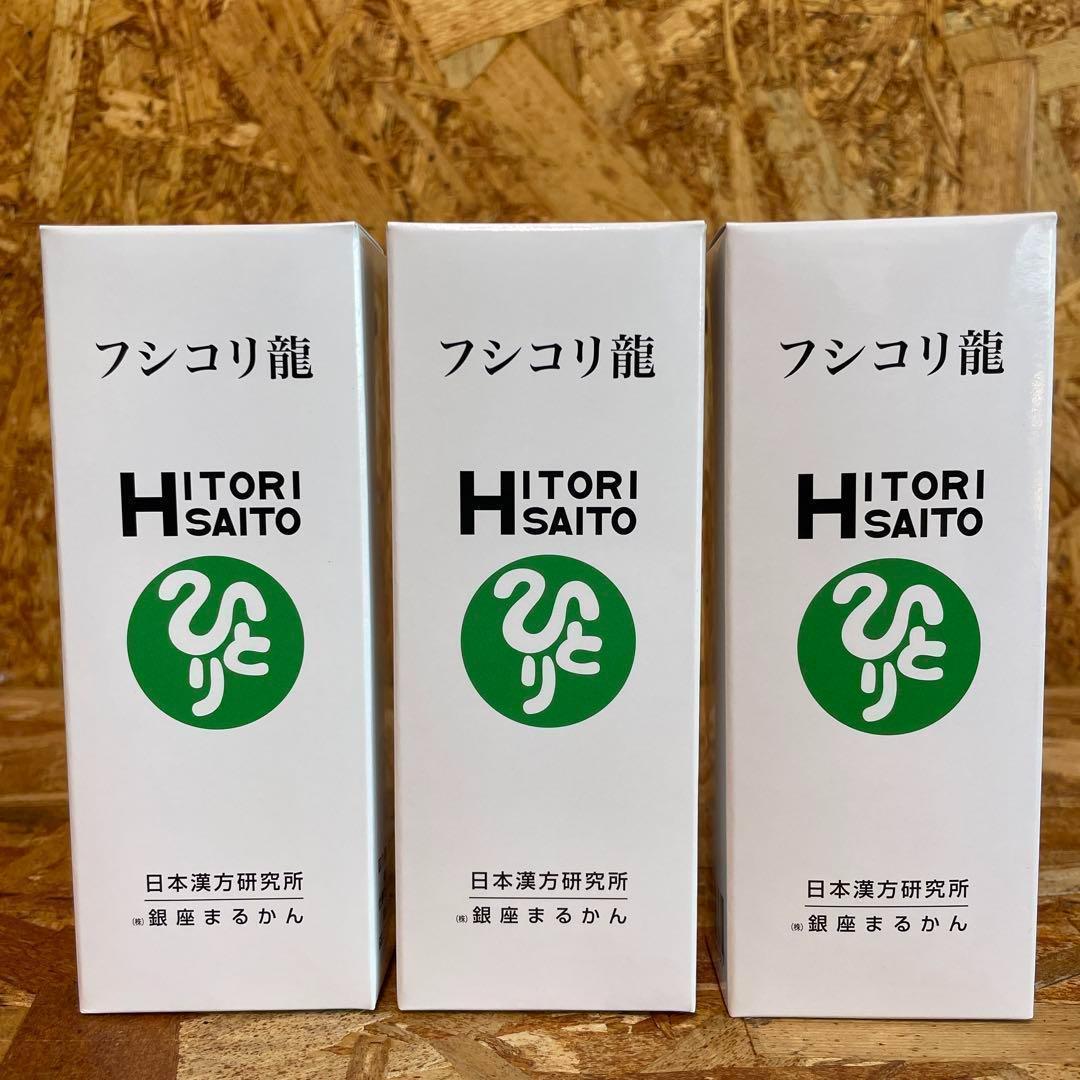 フシコリ龍
HITORI
SAITO
ひとり
日本漢方研究所
㈱銀座まるかん
フシコリ龍
HITORI
SAITO
ひとり
日本漢方研究所
㈱銀座まるかん
フシコリ龍
HITORI
SAITO
ひとり
日本漢方研究所
㈱銀座まるかん